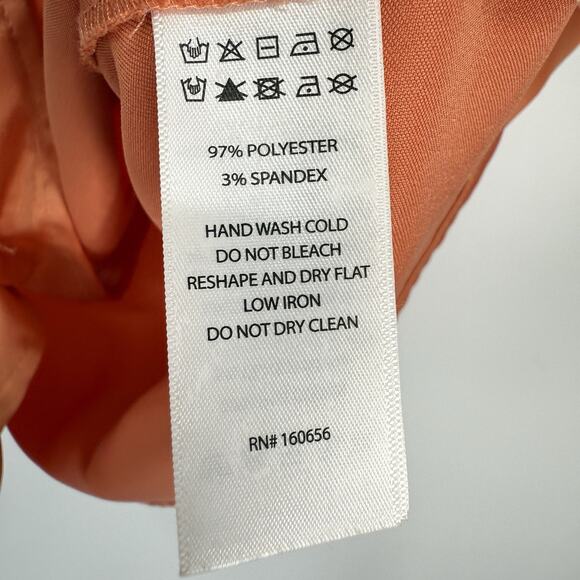 97% POLYESTER
3% SPANDEX
HAND WASH COLD
DO NOT BLEACH
RESHAPE AND DRY FLAT
LOW IRON
DO NOT DRY CLEAN
RN# 160656